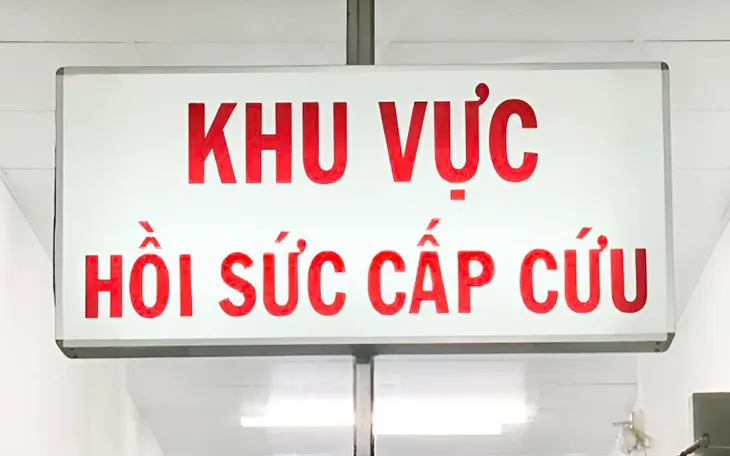 KHU VỰC
HỒI SỨC CẤP CỨU